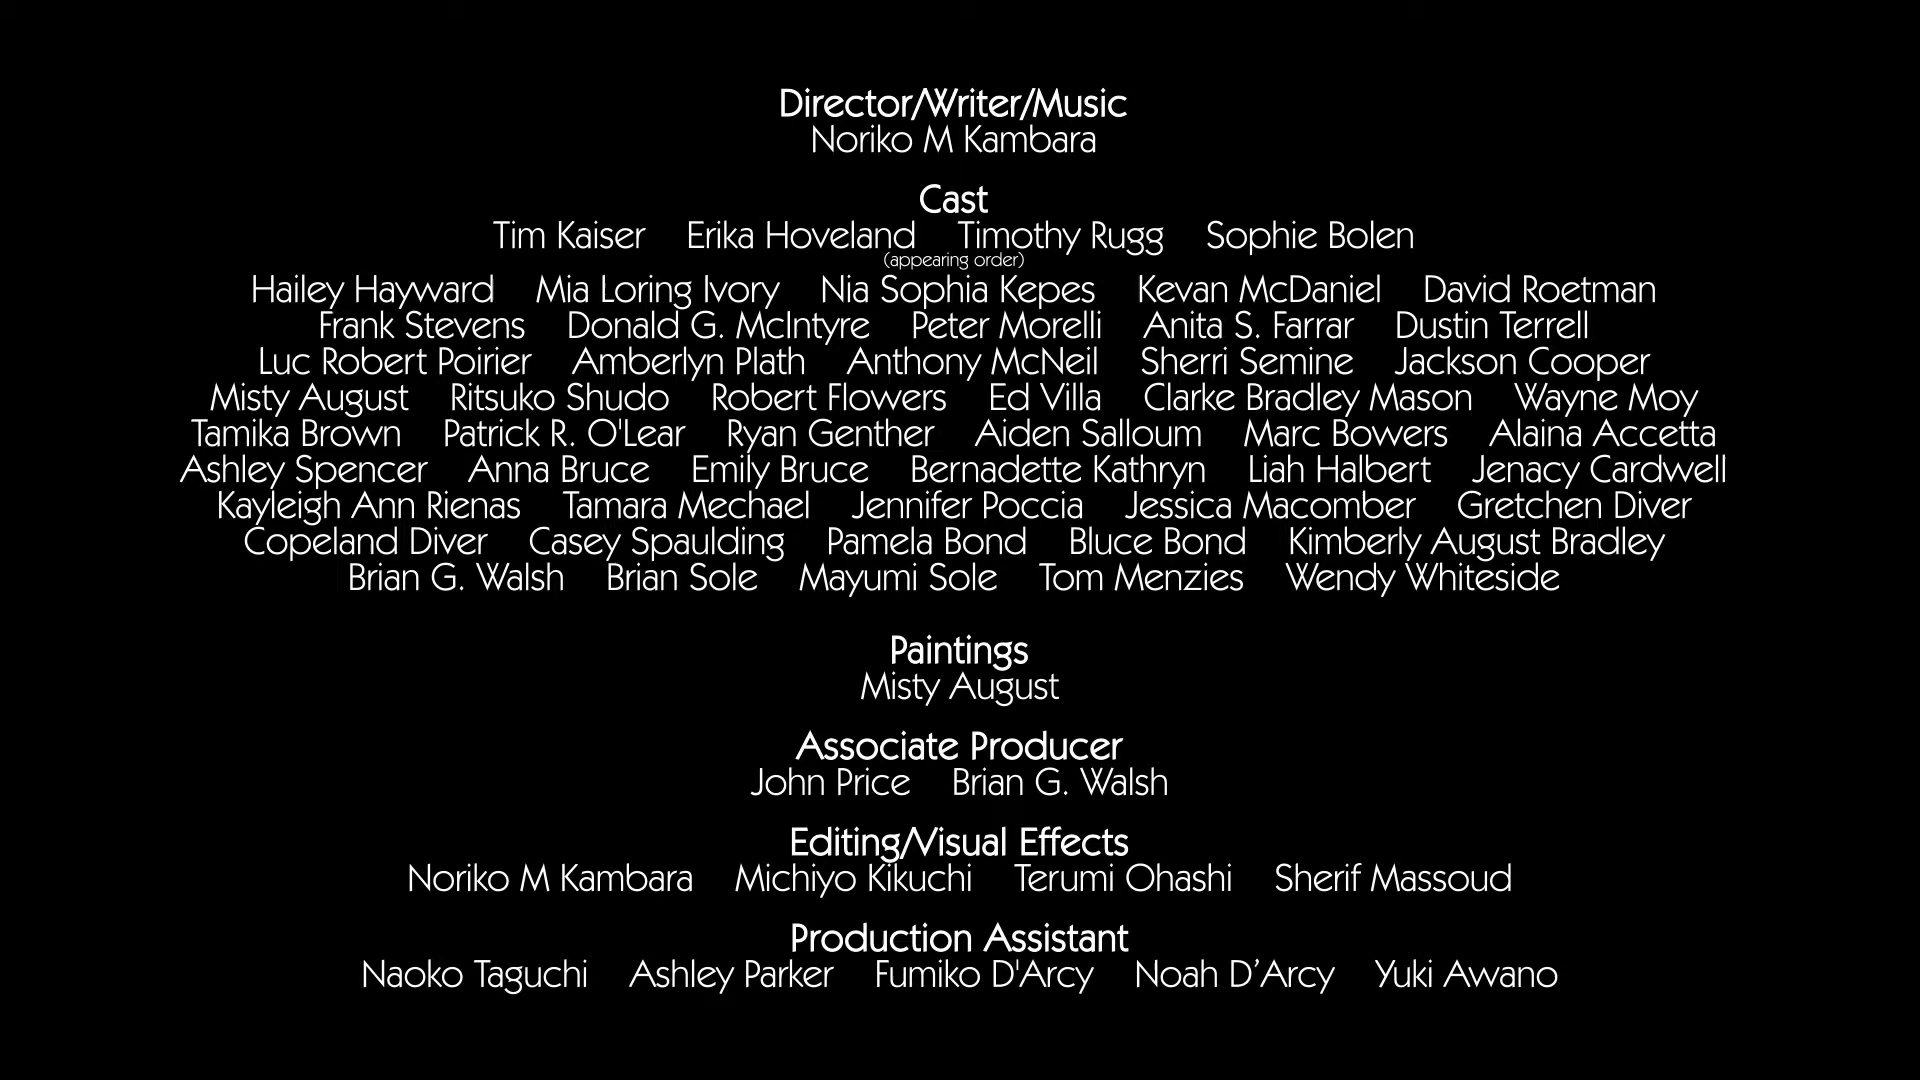 Director/Writer/Music
Noriko M Kambara
Cast
Tim Kaiser Erika Hoveland Timothy Rugg Sophie Bolen
(appearing order)
Hailey Hayward Mia Loring Ivory Nia Sophia Kepes Kevan McDaniel David Roetman
Frank Stevens Donald G. McIntyre Peter Morelli Anita S. Farrar Dustin Terrell
Luc Robert Poirier Amberlyn Plath Anthony McNeil Sherri Semine Jackson Cooper
Misty August Ritsuko Shudo Robert Flowers Ed Villa Clarke Bradley Mason Wayne Moy
Tamika Brown Patrick R. O'Lear Ryan Genther Aiden Salloum Marc Bowers Alaina Accetta
Ashley Spencer Anna Bruce Emily Bruce Bernadette Kathryn Liah Halbert Jenacy Cardwell
Kayleigh Ann Rienas Tamara Mechael Jennifer Poccia Jessica Macomber Gretchen Diver
Copeland Diver Casey Spaulding Pamela Bond Bluce Bond Kimberly August Bradley
Brian G. Walsh Brian Sole Mayumi Sole Tom Menzies Wendy Whiteside
Paintings
Misty August
Associate Producer
John Price Brian G. Walsh
Editing/Visual Effects
Noriko M Kambara Michiyo Kikuchi Terumi Ohashi Sherif Massoud
Production Assistant
Naoko Taguchi Ashley Parker Fumiko D'Arcy Noah D’Arcy Yuki Awano